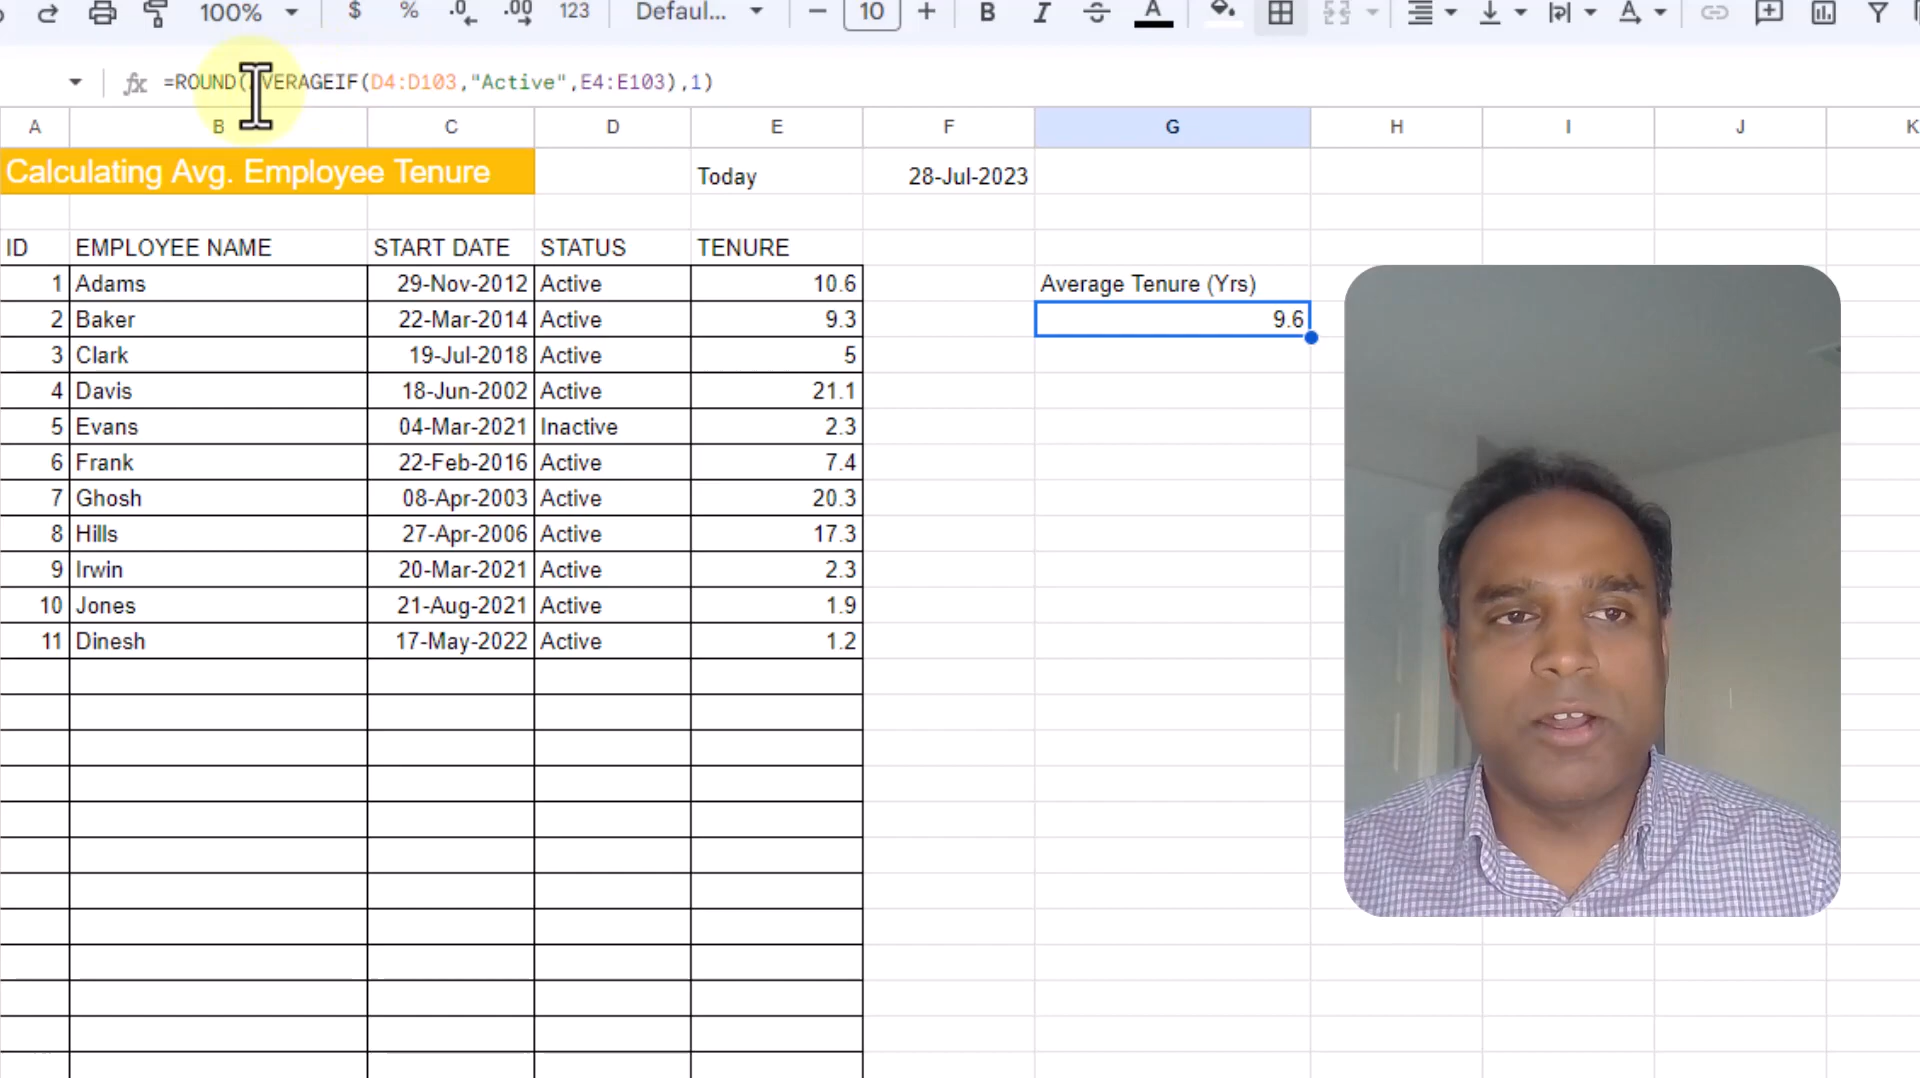 100% $ % .0 .00 123 Defaul... 10 B I A
fx =ROUND( VERAGEIF(D4:D103,"Active",E4:E103),1)
A B C D E F G H I J K
Calculating Avg. Employee Tenure Today 28-Jul-2023
ID EMPLOYEE NAME START DATE STATUS TENURE
1 Adams 29-Nov-2012 Active 10.6 Average Tenure (Yrs)
2 Baker 22-Mar-2014 Active 9.3 9.6
3 Clark 19-Jul-2018 Active 5
4 Davis 18-Jun-2002 Active 21.1
5 Evans 04-Mar-2021 Inactive 2.3
6 Frank 22-Feb-2016 Active 7.4
7 Ghosh 08-Apr-2003 Active 20.3
8 Hills 27-Apr-2006 Active 17.3
9 Irwin 20-Mar-2021 Active 2.3
10 Jones 21-Aug-2021 Active 1.9
11 Dinesh 17-May-2022 Active 1.2